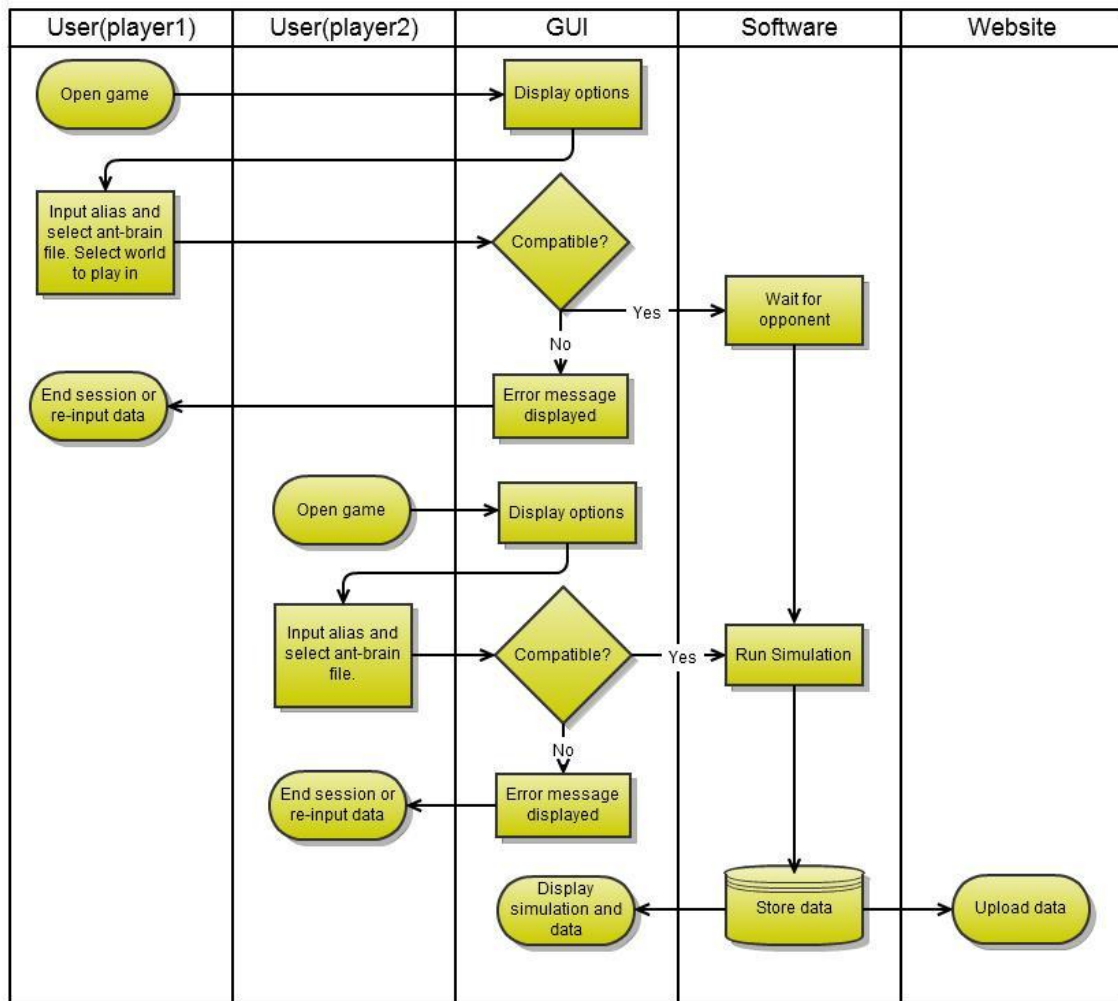 User(player1)
User(player2)
GUI
Software
Website
Open game
Display options
Input alias and
select ant-brain
file. Select world
to play in
Compatible?
Yes
Wait for
opponent
No
End session or
re-input data
Error message
displayed
Open game
Display options
Input alias and
select ant-brain
file.
Compatible?
Yes
Run Simulation
No
End session or
re-input data
Error message
displayed
Display
simulation and
data
Store data
Upload data